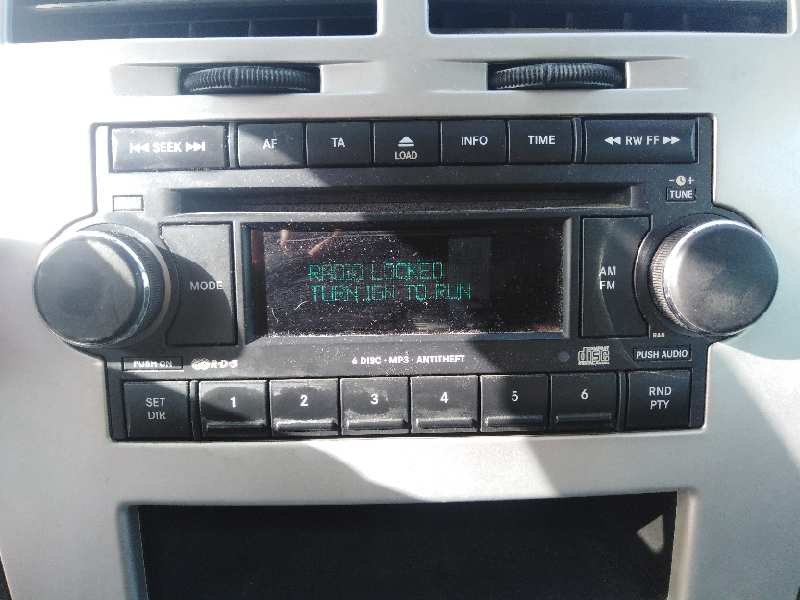 SEEK
AF
TA
LOAD
INFO
TIME
RW FF
- +
TUNE
MODE
RADIO LOCKED
TURN IGN TO RUN
AM
FM
PUSH ON
R·D·S
6 DISC · MP3 · ANTITHEFT
COMPACT
disc
PUSH AUDIO
SET
DIR
1
2
3
4
5
6
RND
PTY